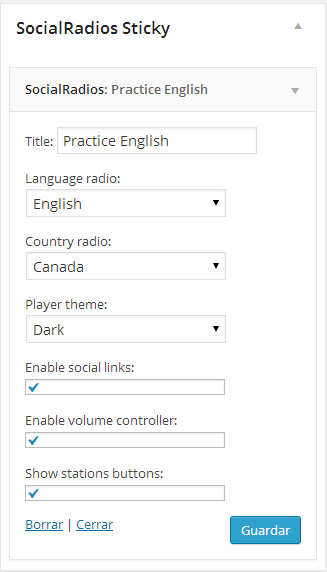 SocialRadios Sticky
SocialRadios: Practice English
Title: Practice English
Language radio:
English
Country radio:
Canada
Player theme:
Dark
Enable social links:
Enable volume controller:
Show stations buttons:
Borrar | Cerrar Guardar